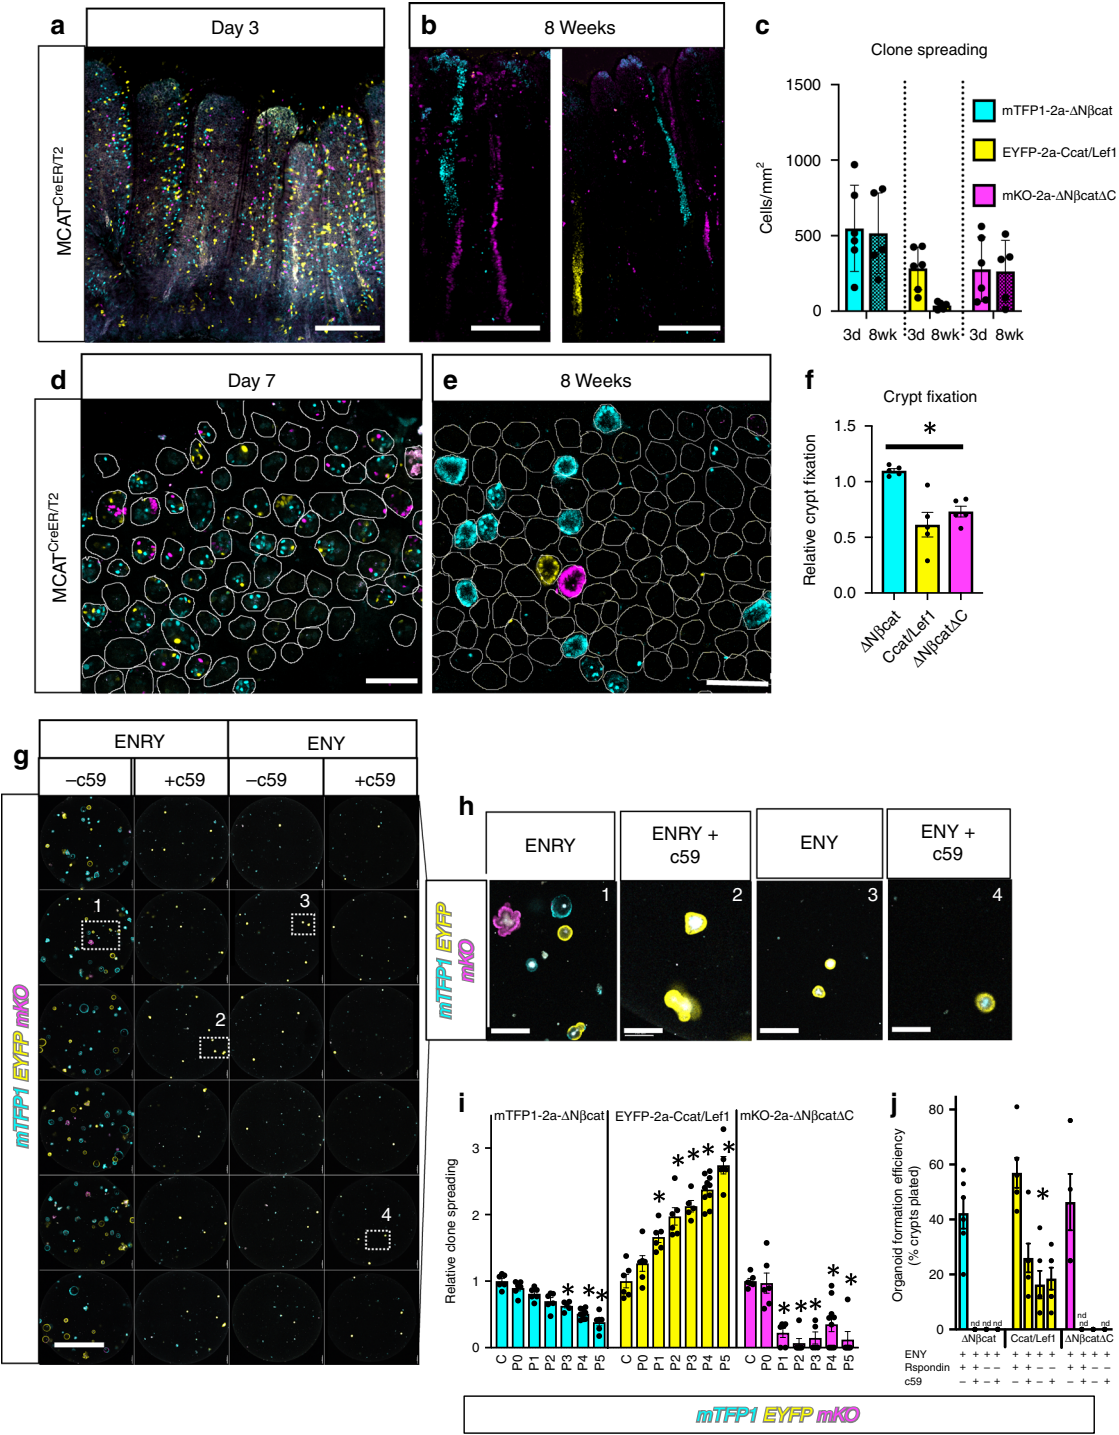 a
Day 3
MCATCreER/T2
b
8 Weeks
c
Clone spreading
1500
1000
500
0
Cells/mm2
3d 8wk 3d 8wk 3d 8wk
mTFP1-2a-ΔNβcat
EYFP-2a-Ccat/Lef1
mKO-2a-ΔNβcatΔC
d
Day 7
MCATCreER/T2
e
8 Weeks
f
Crypt fixation
*
1.5
1.0
0.5
0.0
Relative crypt fixation
ΔNβcat
Ccat/Lef1
ΔNβcatΔC
g
ENRY ENY
–c59 +c59 –c59 +c59
mTFP1 EYFP mKO
1
3
2
4
h
ENRY
ENRY +
c59
ENY
ENY +
c59
mTFP1 EYFP
mKO
1 2 3 4
i
mTFP1-2a-ΔNβcat EYFP-2a-Ccat/Lef1 mKO-2a-ΔNβcatΔC
Relative clone spreading
3
2
1
0
* * * * * * * * * * * * *
C P0 P1 P2 P3 P4 P5 C P0 P1 P2 P3 P4 P5 C P0 P1 P2 P3 P4 P5
mTFP1 EYFP mKO
j
Organoid formation efficiency
(% crypts plated)
80
60
40
20
0
*
nd nd nd
nd
nd nd nd
ΔNβcat Ccat/Lef1 ΔNβcatΔC
ENY + + + + + + + + + + + +
Rspondin + + – – + + – – + + – –
c59 – + – + – + – + – + – +